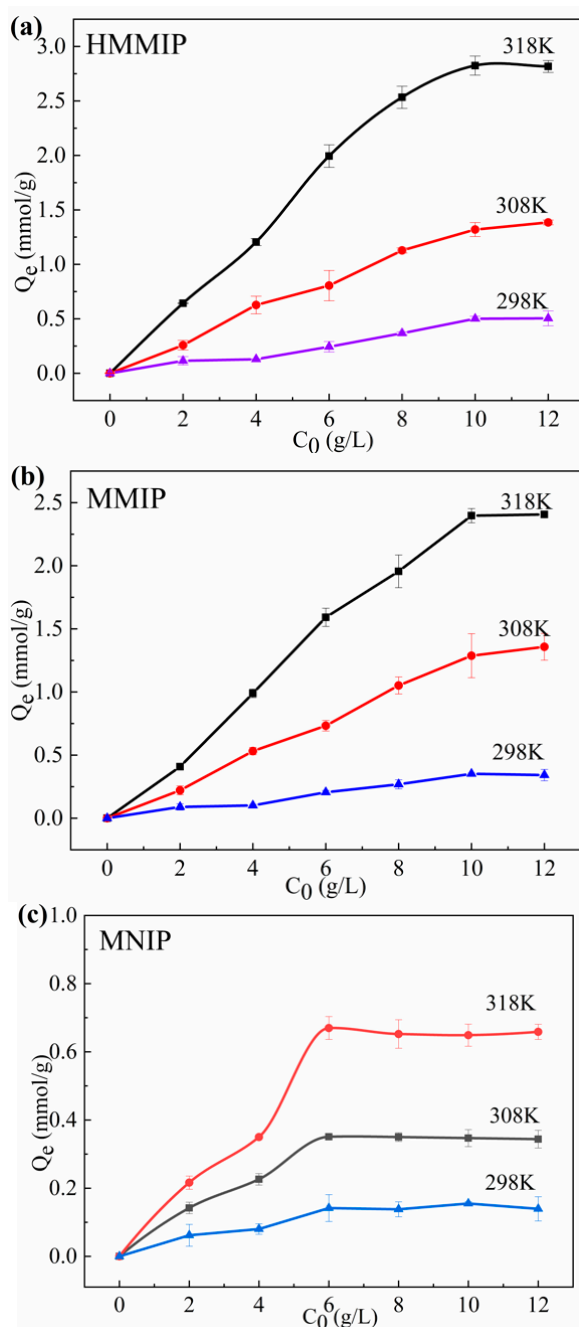 (a)
HMMIP
318K
308K
298K
3.0
2.5
2.0
1.5
1.0
0.5
0.0
Qe (mmol/g)
0 2 4 6 8 10 12
C0 (g/L)
(b)
MMIP
318K
308K
298K
2.5
2.0
1.5
1.0
0.5
0.0
Qe (mmol/g)
0 2 4 6 8 10 12
C0 (g/L)
(c)
MNIP
318K
308K
298K
1.0
0.8
0.6
0.4
0.2
0.0
Qe (mmol/g)
0 2 4 6 8 10 12
C0 (g/L)